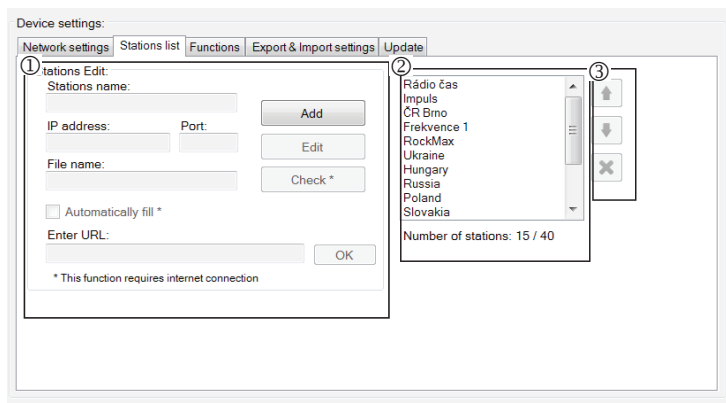 Device settings:
Network settings Stations list Functions Export & Import settings Update
① ② ③
Stations Edit:
Stations name:
Add
IP address: Port:
Edit
File name:
Check *
Automatically fill *
Enter URL:
OK
* This function requires internet connection
Rádio čas
Impuls
ČR Brno
Frekvence 1
RockMax
Ukraine
Hungary
Russia
Poland
Slovakia
Number of stations: 15 / 40